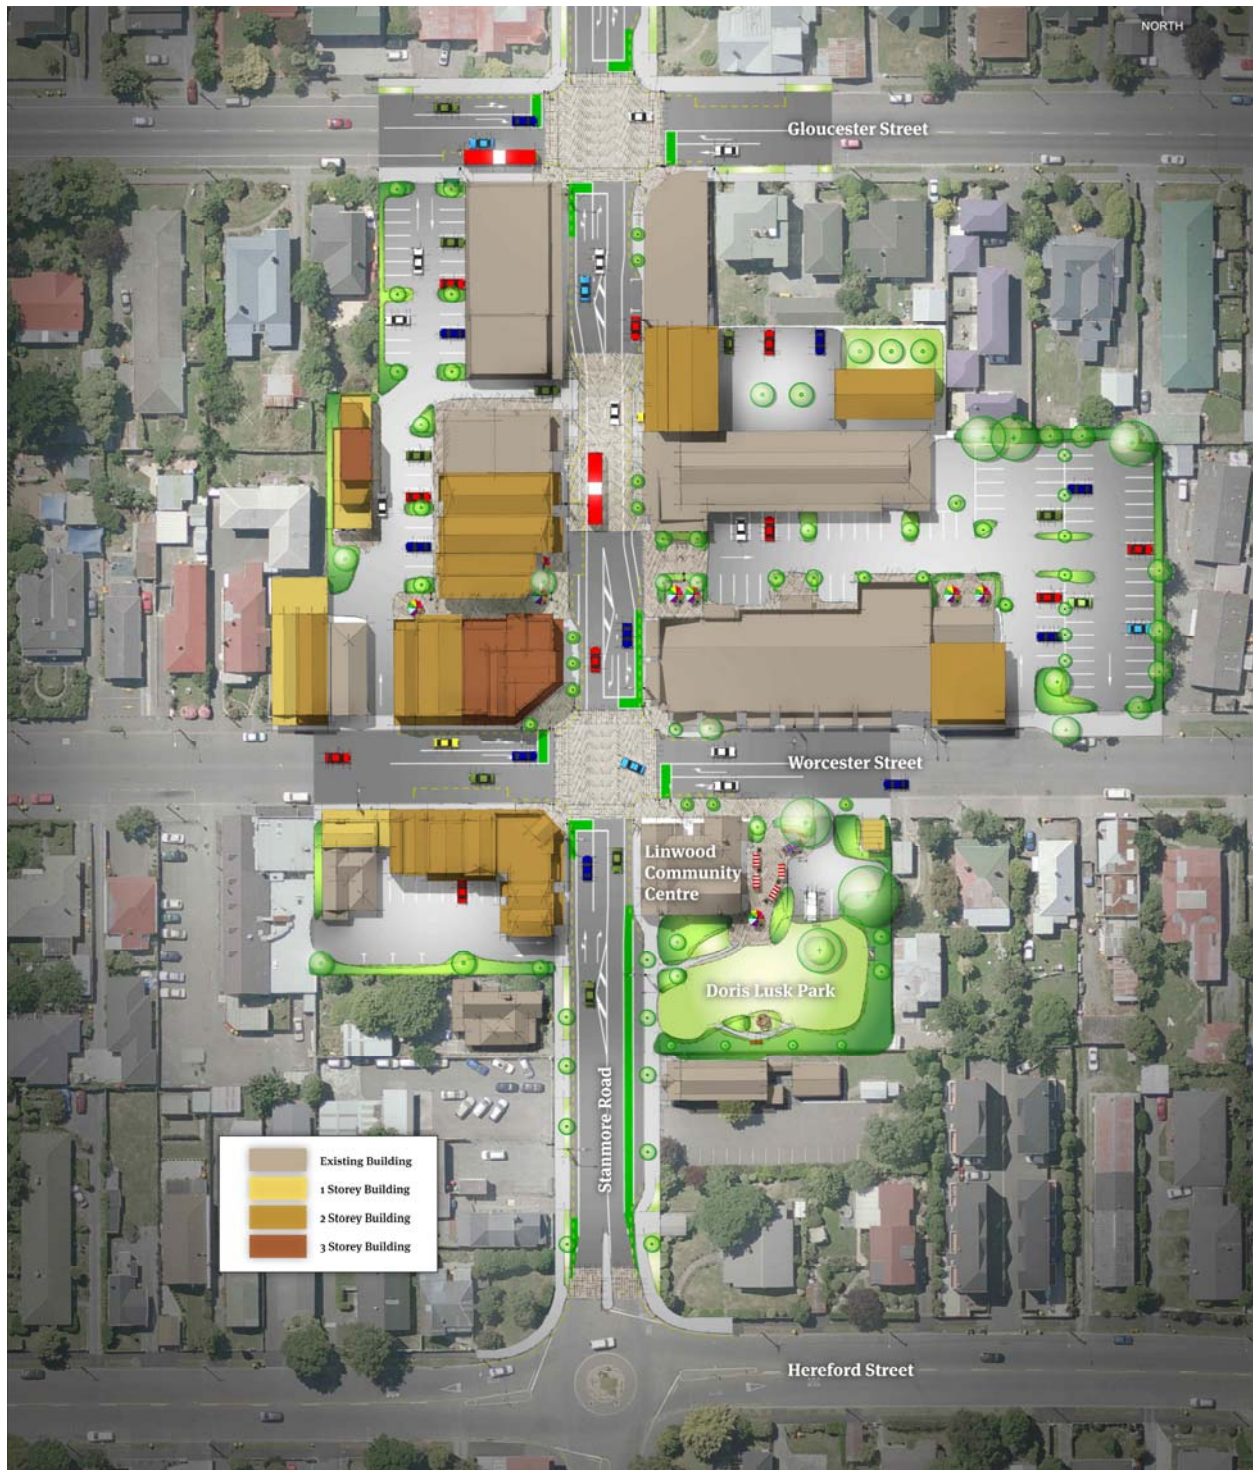 NORTH
Gloucester Street
Worcester Street
Linwood
Community
Centre
Doris Lusk Park
Stanmore Road
Existing Building
1 Storey Building
2 Storey Building
3 Storey Building
Hereford Street